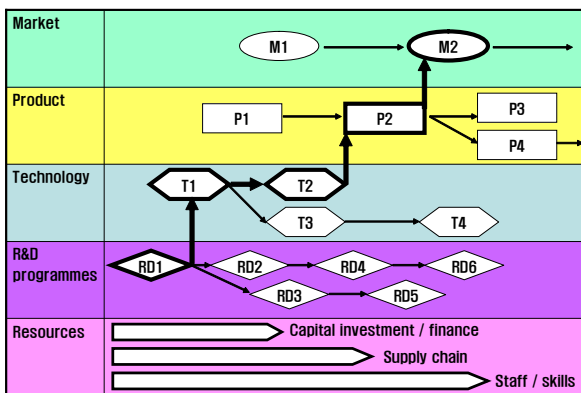 Market
M1
M2
Product
P1
P2
P3
P4
Technology
T1
T2
T3
T4
R&D
programmes
RD1
RD2
RD4
RD6
RD3
RD5
Resources
Capital investment / finance
Supply chain
Staff / skills